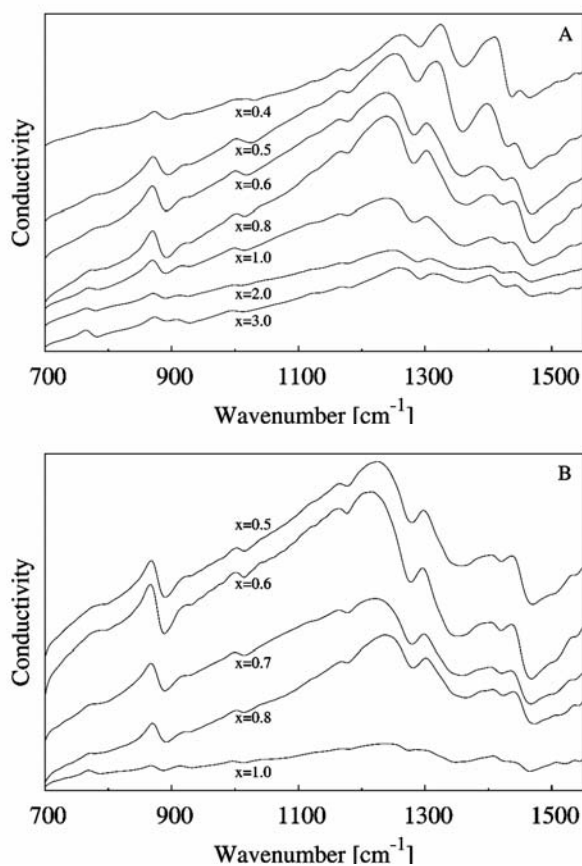 A
Conductivity
x=0.4
x=0.5
x=0.6
x=0.8
x=1.0
x=2.0
x=3.0
700 900 1100 1300 1500
Wavenumber [cm⁻¹]
B
Conductivity
x=0.5
x=0.6
x=0.7
x=0.8
x=1.0
700 900 1100 1300 1500
Wavenumber [cm⁻¹]